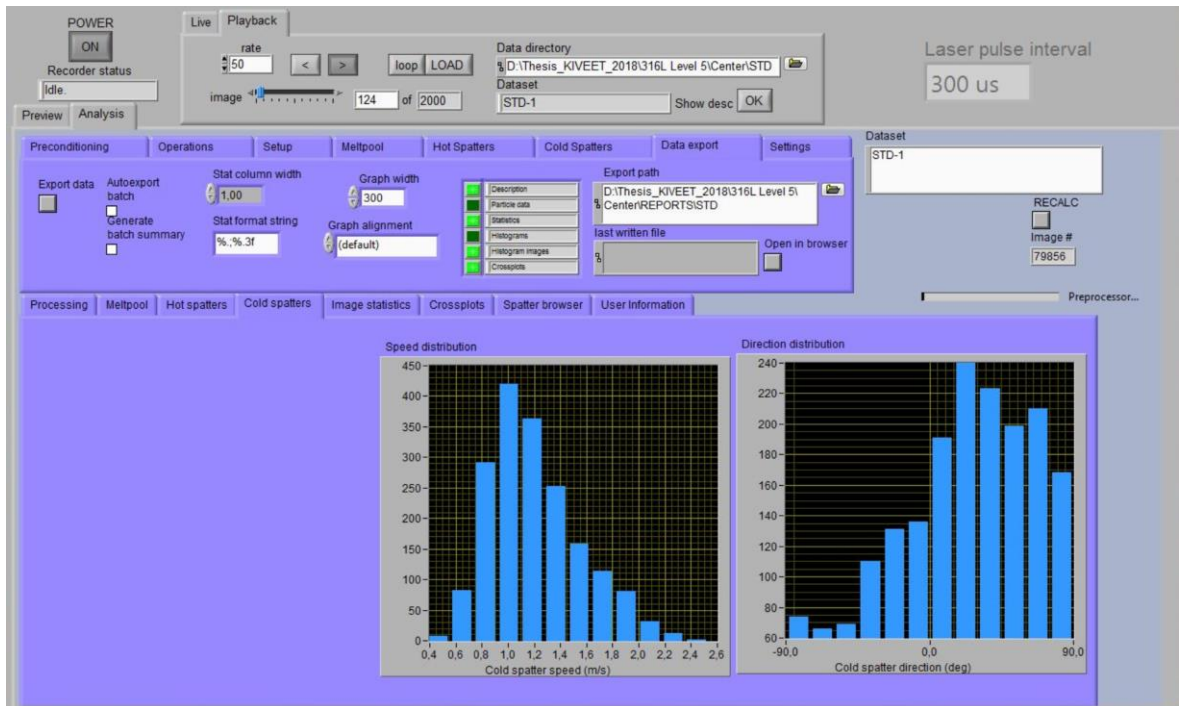 POWER
ON
Recorder status
Idle.
Live Playback
rate
50 < > loop LOAD
image 124 of 2000
Data directory
D:\Thesis_KIVEET_2018\316L Level 5\Center\STD
Dataset
STD-1 Show desc OK
Laser pulse interval
300 us
Preview Analysis
Preconditioning Operations Setup Meltpool Hot Spatters Cold Spatters Data export Settings
Export data
Autoexport
batch
Generate
batch summary
Stat column width
1,00
Stat format string
%.;%.3f
Graph width
300
Graph alignment
(default)
Description
Particle data
Statistics
Histograms
Histogram Images
Crossplots
Export path
D:\Thesis_KIVEET_2018\316L Level 5\
Center\REPORTS\STD
last written file
Open in browser
Dataset
STD-1
RECALC
Image #
79856
Preprocessor...
Processing Meltpool Hot spatters Cold spatters Image statistics Crossplots Spatter browser User Information
Speed distribution
450
400
350
300
250
200
150
100
50
0
0,4 0,6 0,8 1,0 1,2 1,4 1,6 1,8 2,0 2,2 2,4 2,6
Cold spatter speed (m/s)
Direction distribution
240
220
200
180
160
140
120
100
80
60
-90,0 0,0 90,0
Cold spatter direction (deg)